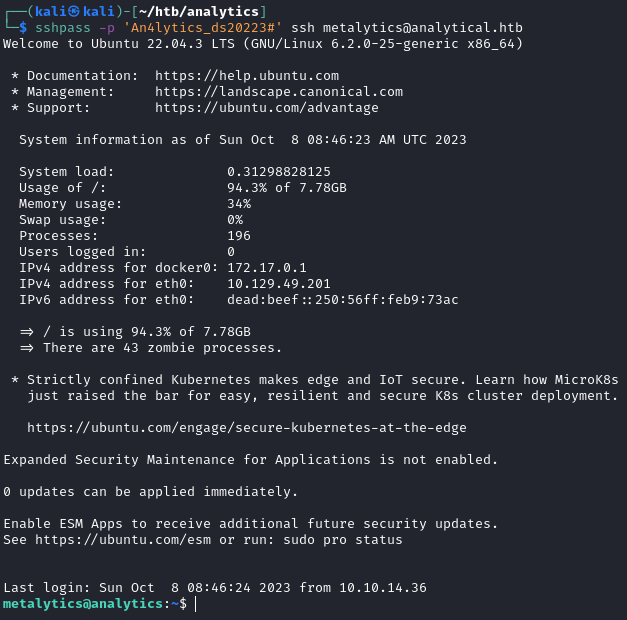 ┌──(kali㉿kali)-[~/htb/analytics]
└─$ sshpass -p 'An4lytics_ds20223#' ssh metalytics@analytical.htb
Welcome to Ubuntu 22.04.3 LTS (GNU/Linux 6.2.0-25-generic x86_64)
* Documentation:  https://help.ubuntu.com
* Management:     https://landscape.canonical.com
* Support:        https://ubuntu.com/advantage
System information as of Sun Oct  8 08:46:23 AM UTC 2023
System load:              0.31298828125
Usage of /:               94.3% of 7.78GB
Memory usage:             34%
Swap usage:               0%
Processes:                196
Users logged in:          0
IPv4 address for docker0: 172.17.0.1
IPv4 address for eth0:    10.129.49.201
IPv6 address for eth0:    dead:beef::250:56ff:feb9:73ac
=> / is using 94.3% of 7.78GB
=> There are 43 zombie processes.
* Strictly confined Kubernetes makes edge and IoT secure. Learn how MicroK8s
just raised the bar for easy, resilient and secure K8s cluster deployment.
https://ubuntu.com/engage/secure-kubernetes-at-the-edge
Expanded Security Maintenance for Applications is not enabled.
0 updates can be applied immediately.
Enable ESM Apps to receive additional future security updates.
See https://ubuntu.com/esm or run: sudo pro status
Last login: Sun Oct  8 08:46:24 2023 from 10.10.14.36
metalytics@analytics:~$